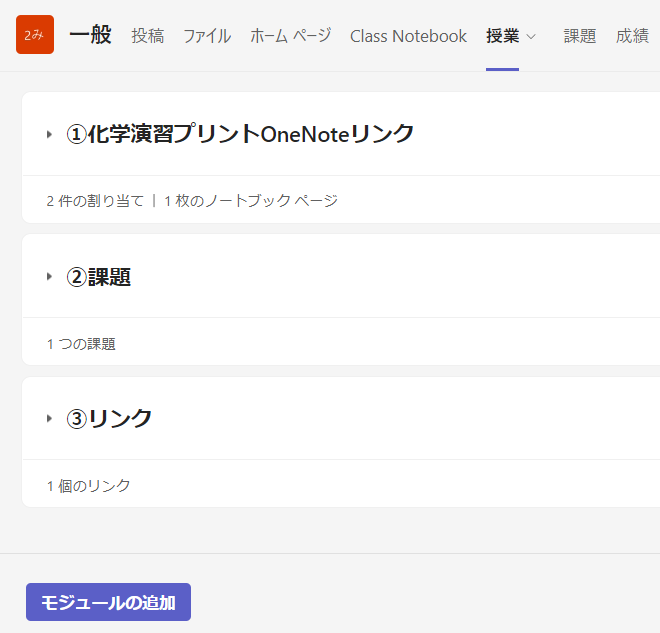 2み 一般 投稿 ファイル ホーム ページ Class Notebook 授業 課題 成績
①化学演習プリントOneNoteリンク
2 件の割り当て | 1 枚のノートブック ページ
②課題
1 つの課題
③リンク
1 個のリンク
モジュールの追加